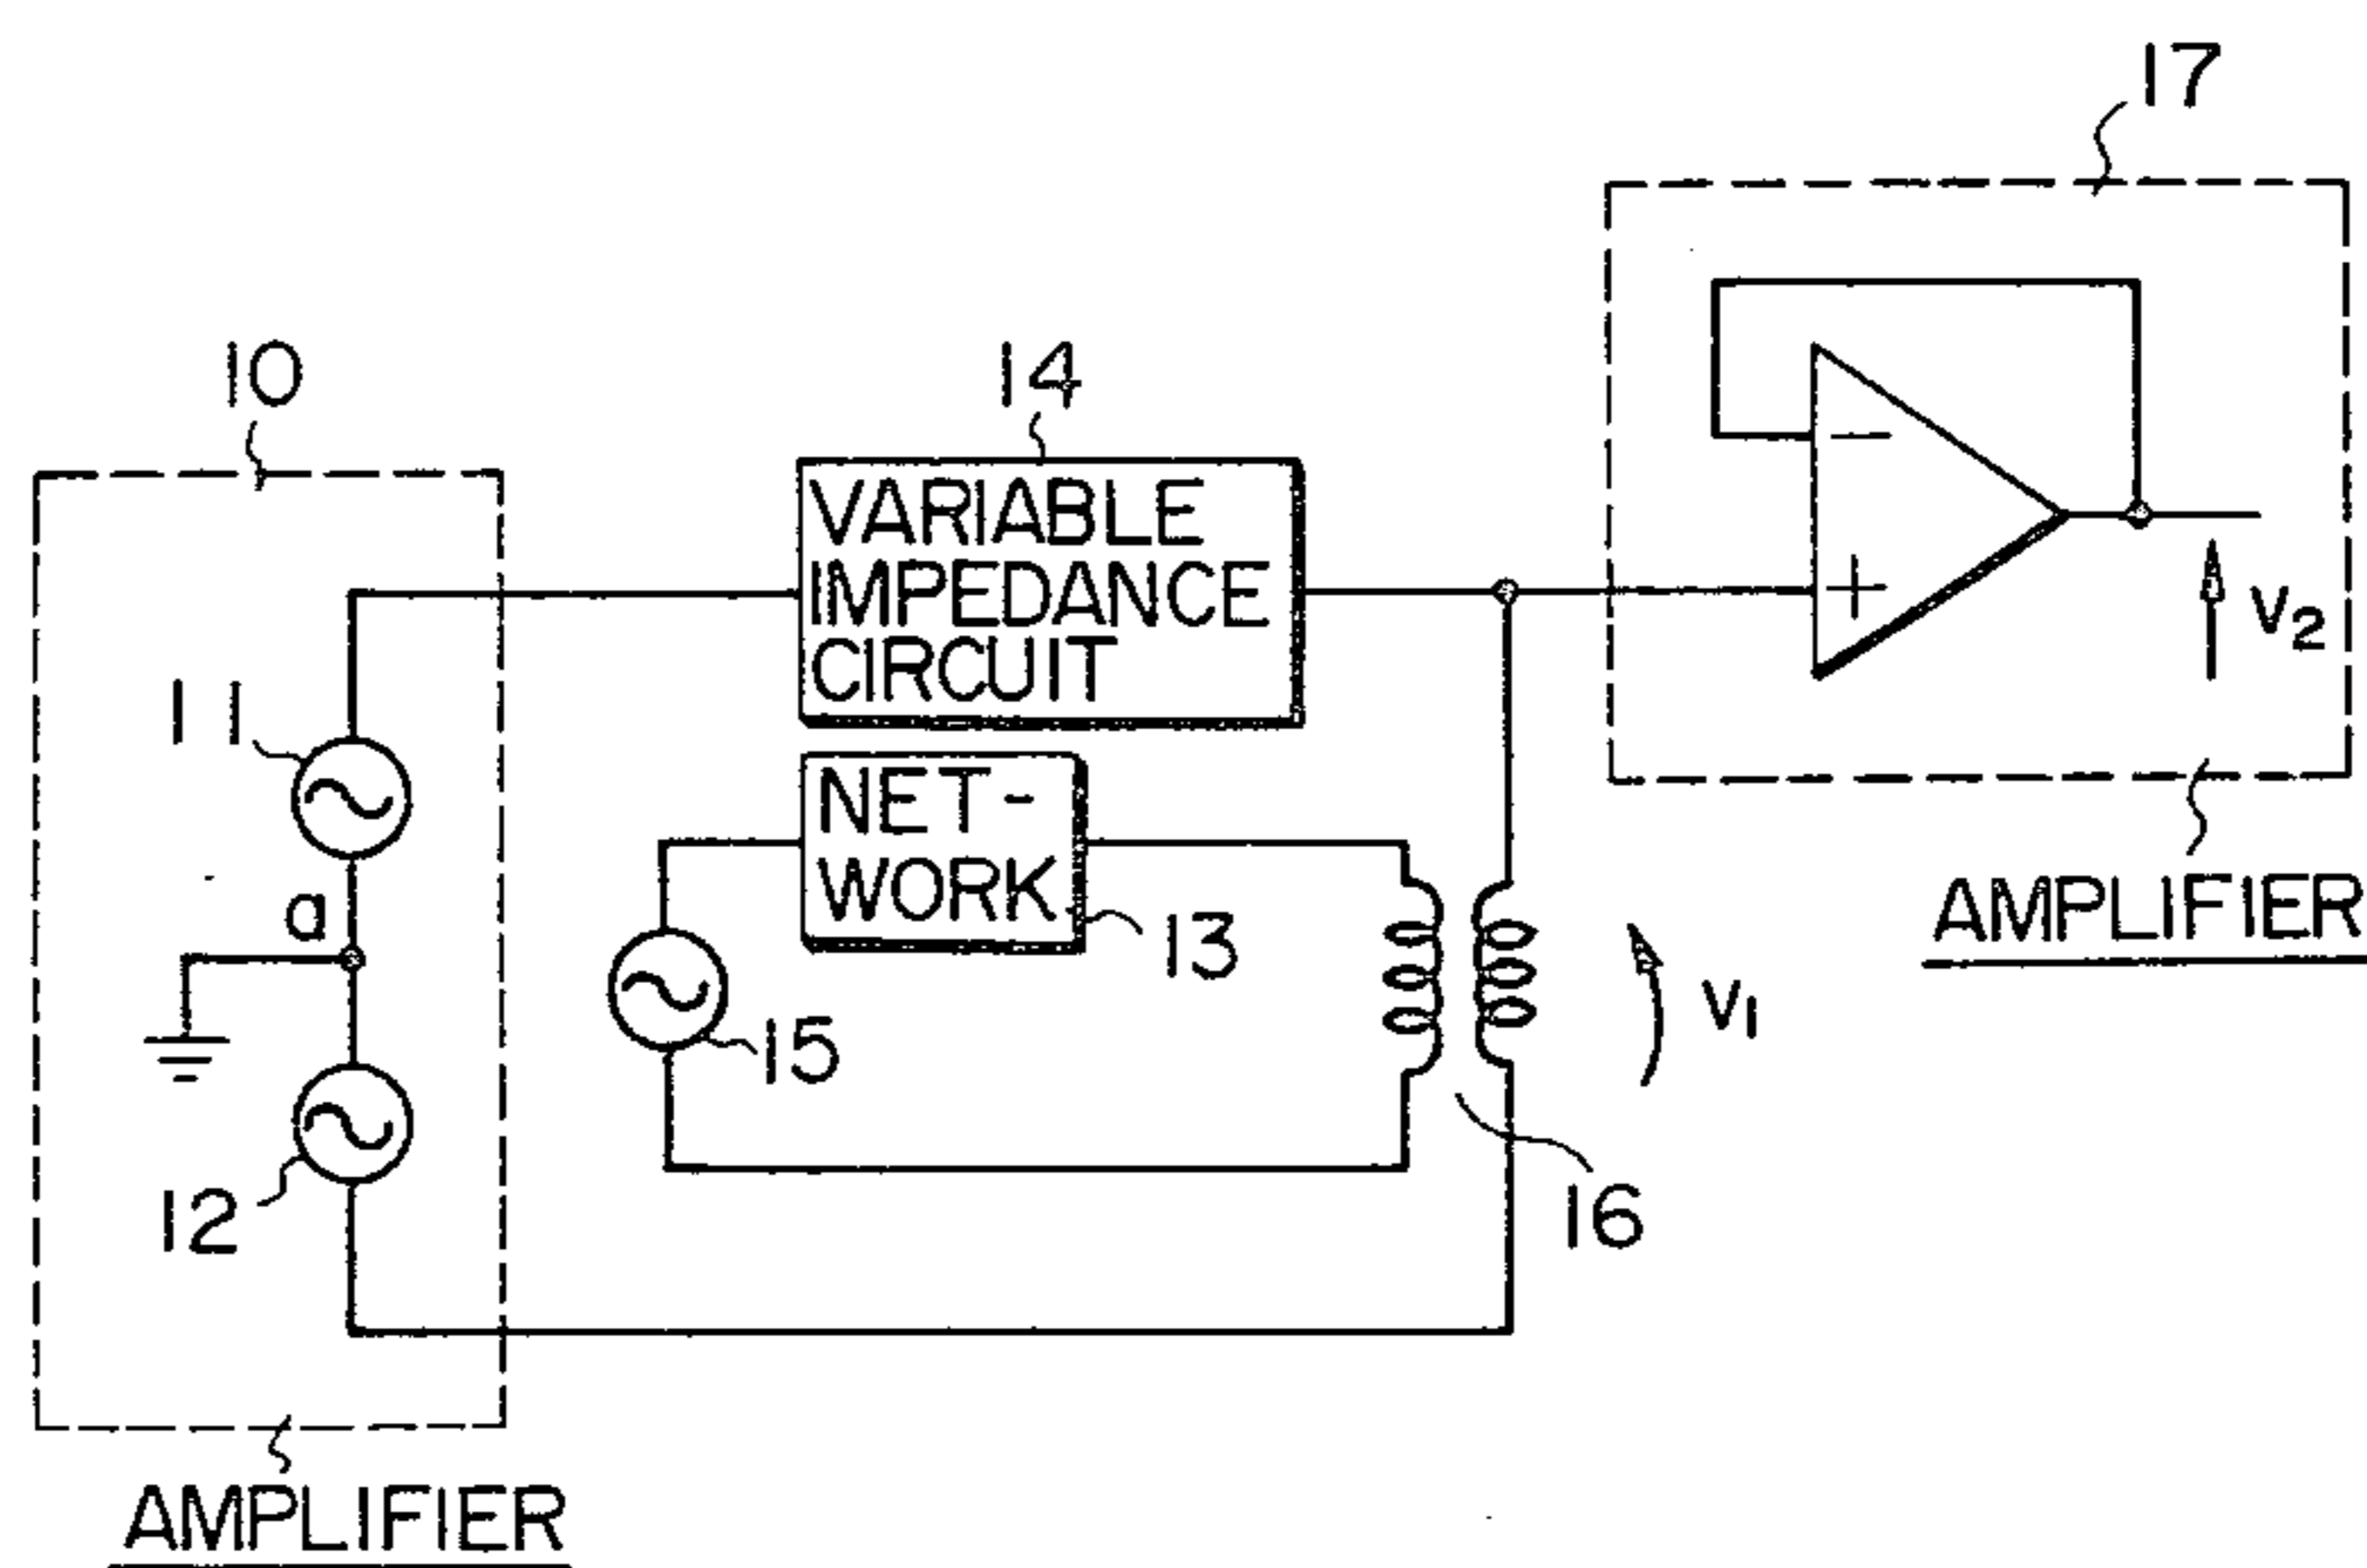 17
10
14
VARIABLE
IMPEDANCE
CIRCUIT
−
+
V2
11
NET-
WORK
13
a
AMPLIFIER
V1
15
12
16
AMPLIFIER